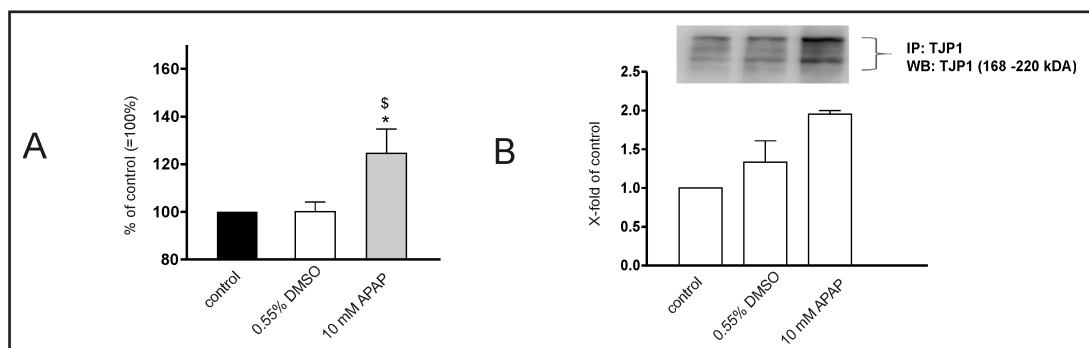 A
% of control (=100%)
160
140
120
100
80
$
*
control
0.55% DMSO
10 mM APAP
B
IP: TJP1
WB: TJP1 (168 -220 kDA)
X-fold of control
2.5
2.0
1.5
1.0
0.5
0.0
control
0.55% DMSO
10 mM APAP